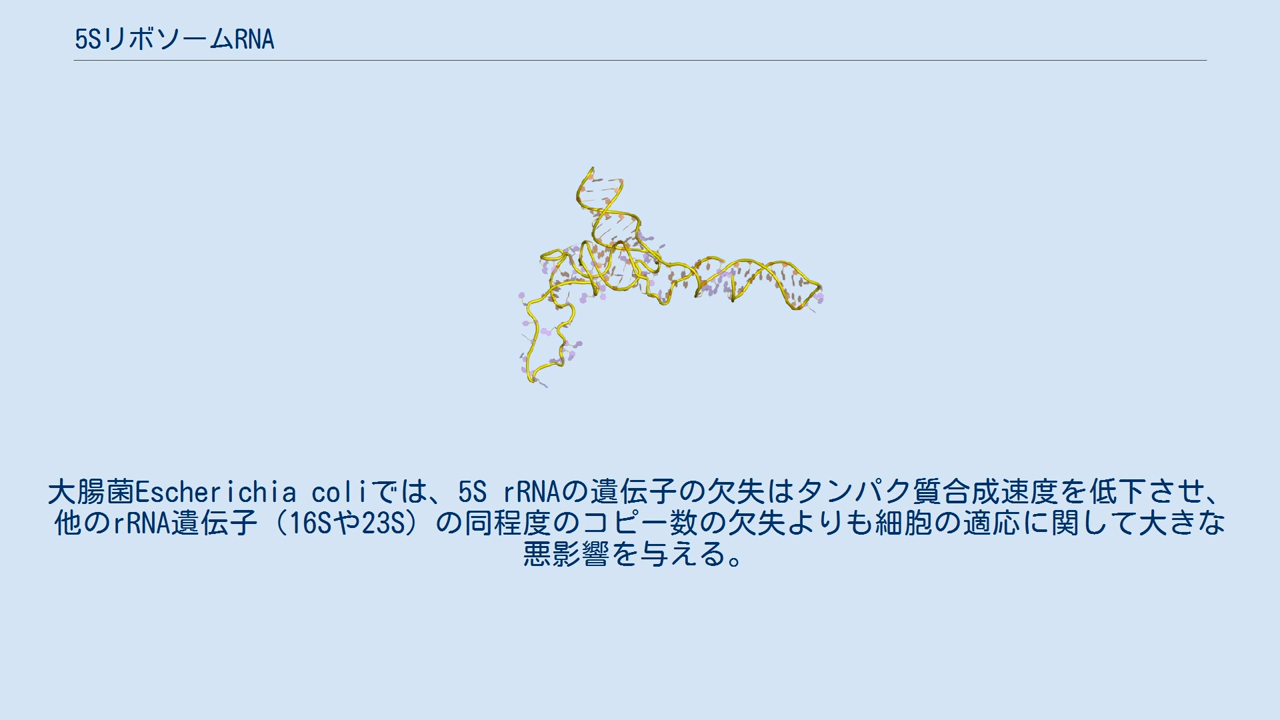 5SリボソームRNA
大腸菌Escherichia coliでは、5S rRNAの遺伝子の欠失はタンパク質合成速度を低下させ、
他のrRNA遺伝子（16Sや23S）の同程度のコピー数の欠失よりも細胞の適応に関して大きな
悪影響を与える。